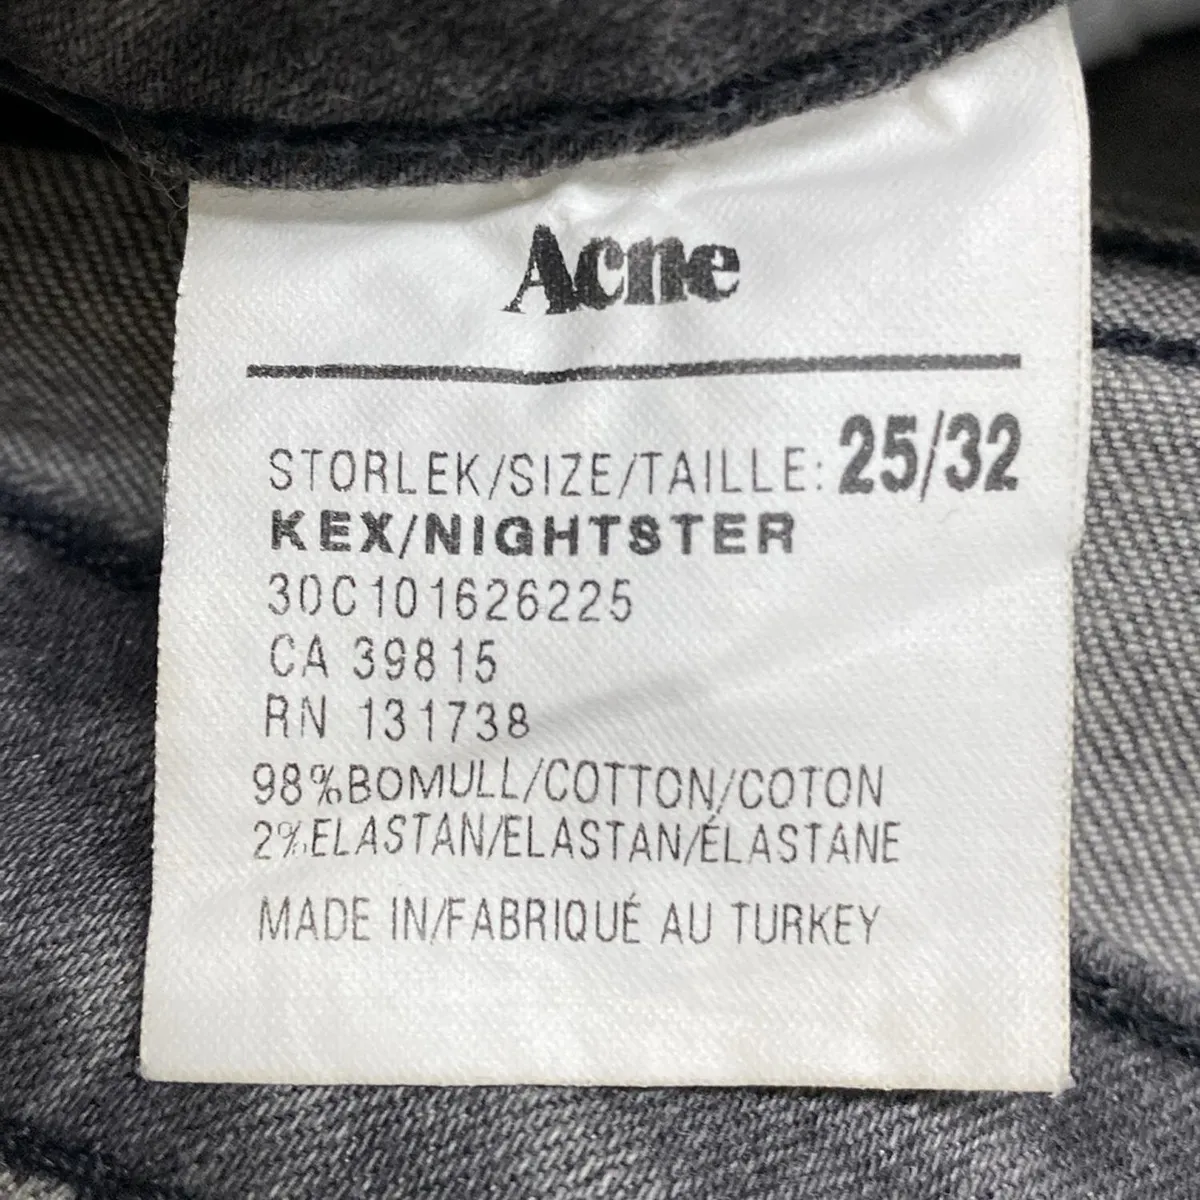 Acne
STORLEK/SIZE/TAILLE: 25/32
KEX/NIGHTSTER
30C101626225
CA 39815
RN 131738
98%BOMULL/COTTON/COTON
2%ELASTAN/ELASTAN/ÉLASTANE
MADE IN/FABRIQUÉ AU TURKEY